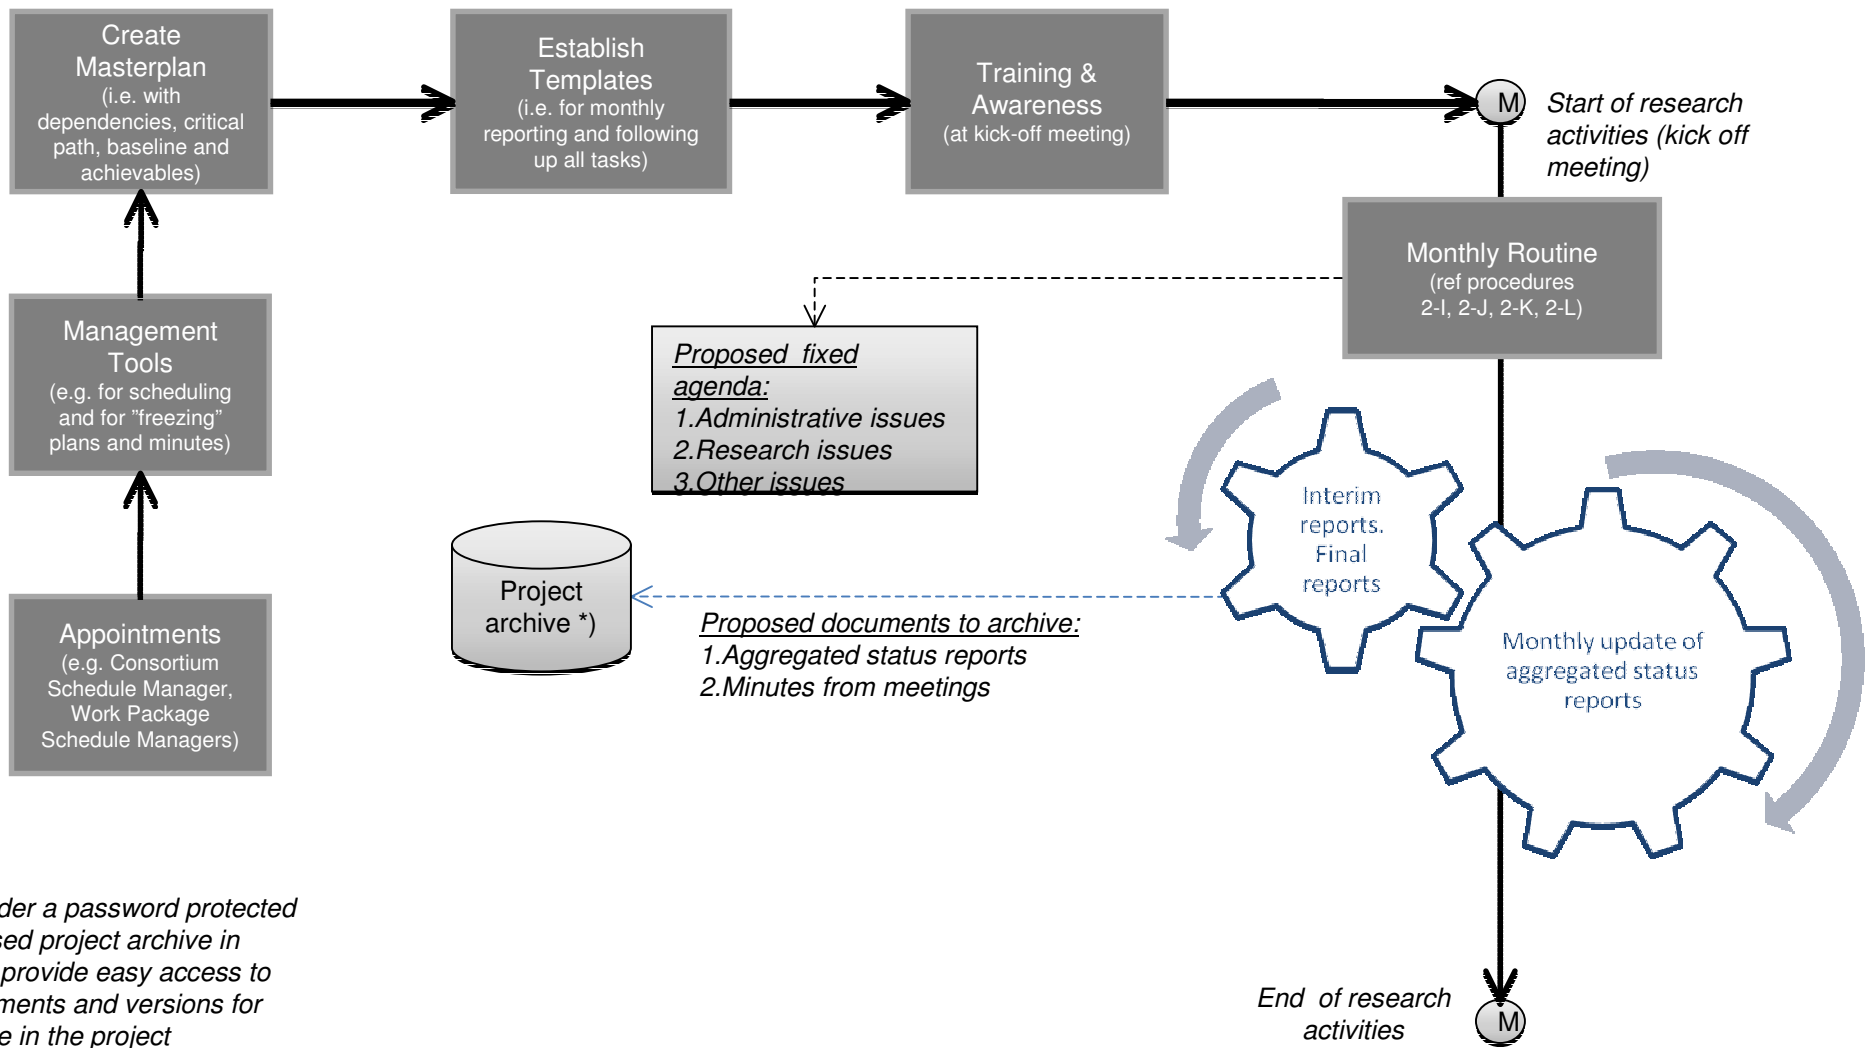 Create
Masterplan
(i.e. with
dependencies, critical
path, baseline and
achievables)
Establish
Templates
(i.e. for monthly
reporting and following
up all tasks)
Training &
Awareness
(at kick-off meeting)
M
Start of research
activities (kick off
meeting)
Monthly Routine
(ref procedures
2-I, 2-J, 2-K, 2-L)
Management
Tools
(e.g. for scheduling
and for ”freezing”
plans and minutes)
Proposed fixed
agenda:
1.Administrative issues
2.Research issues
3.Other issues
Interim
reports.
Final
reports
Monthly update of
aggregated status
reports
Project
archive *)
Proposed documents to archive:
1.Aggregated status reports
2.Minutes from meetings
Appointments
(e.g. Consortium
Schedule Manager,
Work Package
Schedule Managers)
a password protected
project archive in
provide easy access to
and versions for
in the project
End of research
activities
M